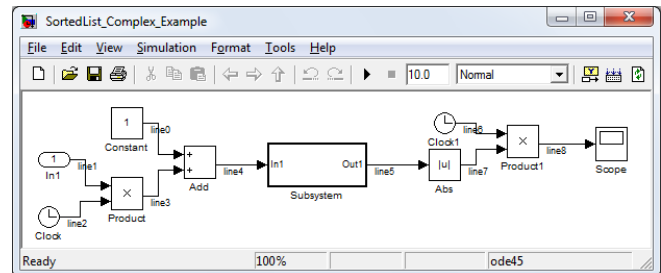 SortedList_Complex_Example
File Edit View Simulation Format Tools Help
10.0 Normal
1
Constant
line0
1
In1
line1
×
Product
Clock
line2
line3
+
+
Add
line4
In1 Out1
Subsystem
line5
Clock1
line6
|u|
Abs
line7
×
Product1
line8
Scope
Ready 100% ode45